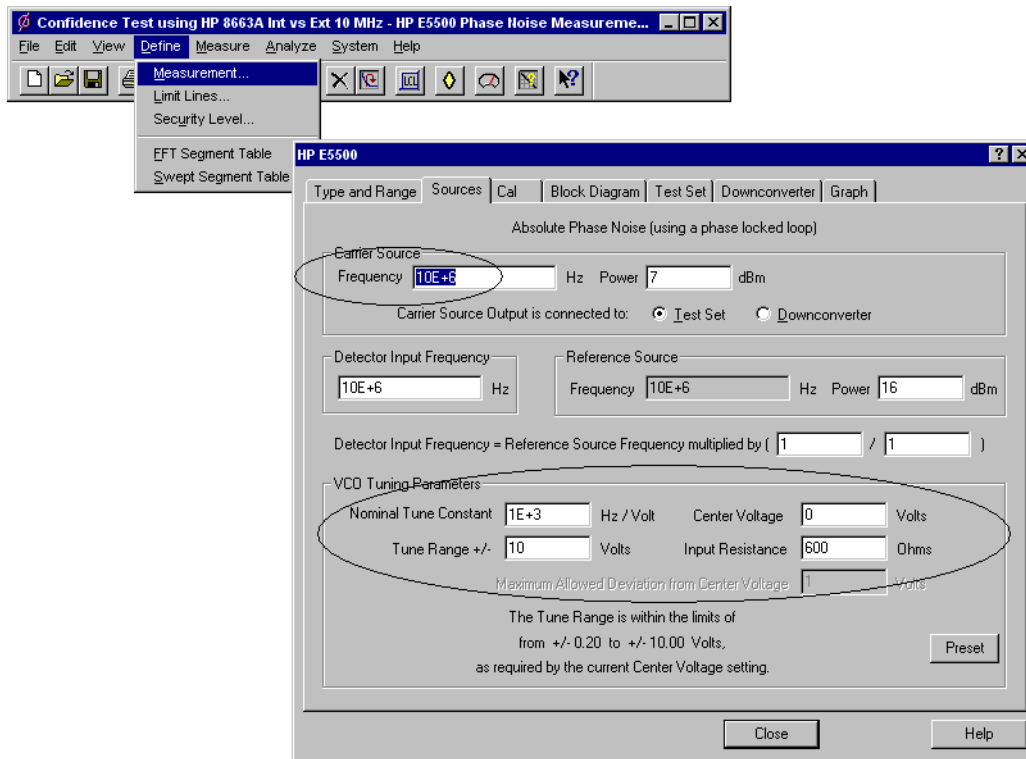 Confidence Test using HP 8663A Int vs Ext 10 MHz - HP E5500 Phase Noise Measureme...
File Edit View Define Measure Analyze System Help
Measurement...
Limit Lines...
Security Level...
FFT Segment Table
Swept Segment Table
LCL
HP E5500
Type and Range Sources Cal Block Diagram Test Set Downconverter Graph
Absolute Phase Noise (using a phase locked loop)
Carrier Source
Frequency 10E+6 Hz Power 7 dBm
Carrier Source Output is connected to: Test Set Downconverter
Detector Input Frequency
10E+6 Hz
Reference Source
Frequency 10E+6 Hz Power 16 dBm
Detector Input Frequency = Reference Source Frequency multiplied by ( 1 / 1 )
VCO Tuning Parameters
Nominal Tune Constant 1E+3 Hz / Volt Center Voltage 0 Volts
Tune Range +/- 10 Volts Input Resistance 600 Ohms
Maximum Allowed Deviation from Center Voltage 1 Volts
The Tune Range is within the limits of
from +/- 0.20 to +/- 10.00 Volts,
as required by the current Center Voltage setting.
Preset
Close Help